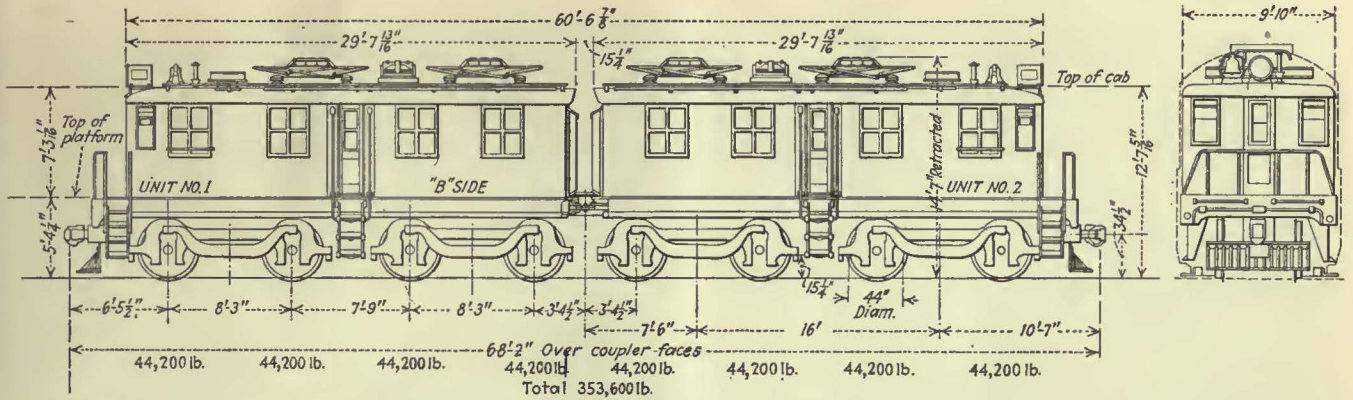 60'-6 7/8"
9'-10"
29'-7 13/16"
29'-7 13/16"
15 1/4"
Top of cab
7'-3 1/16"
Top of platform
14'-7" Retracted
12'-7 5/16"
UNIT NO. 1
"B" SIDE
UNIT NO. 2
5'-4 1/4"
34 1/2"
15 1/4"
44" Diam.
6'-5 1/2"
8'-3"
7'-9"
8'-3"
3'-4 1/2"
3'-4 1/2"
7'-6"
16'
10'-7"
68'-2" Over coupler faces
44,200 lb. 44,200 lb. 44,200 lb. 44,200 lb. 44,200 lb. 44,200 lb. 44,200 lb. 44,200 lb.
Total 353,600 lb.